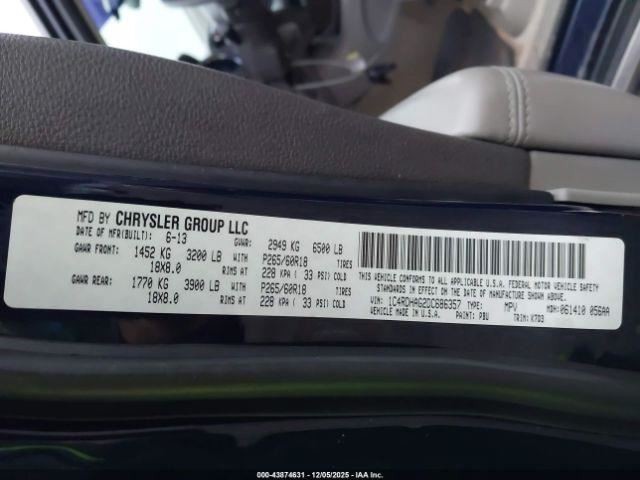 MFD BY CHRYSLER GROUP LLC
DATE OF MFR(BUILT): 6-13 GVWR: 2949 KG 6500 LB
GAWR FRONT: 1452 KG 3200 LB WITH P265/60R18 TIRES
18X8.0 RIMS AT 228 KPA ( 33 PSI) COLD
GAWR REAR: 1770 KG 3900 LB WITH P265/60R18 TIRES
18X8.0 RIMS AT 228 KPA ( 33 PSI) COLD
THIS VEHICLE CONFORMS TO ALL APPLICABLE U.S.A. FEDERAL MOTOR VEHICLE SAFETY
STANDARDS IN EFFECT ON THE DATE OF MANUFACTURE SHOWN ABOVE.
VIN: 1C4RDHAG2DC686357 TYPE: MPV MDH: 061410 056AA
VEHICLE MADE IN U.S.A. PAINT: PBU TRIM: K7D3
000-43874631 - 12/05/2025 - IAA Inc.